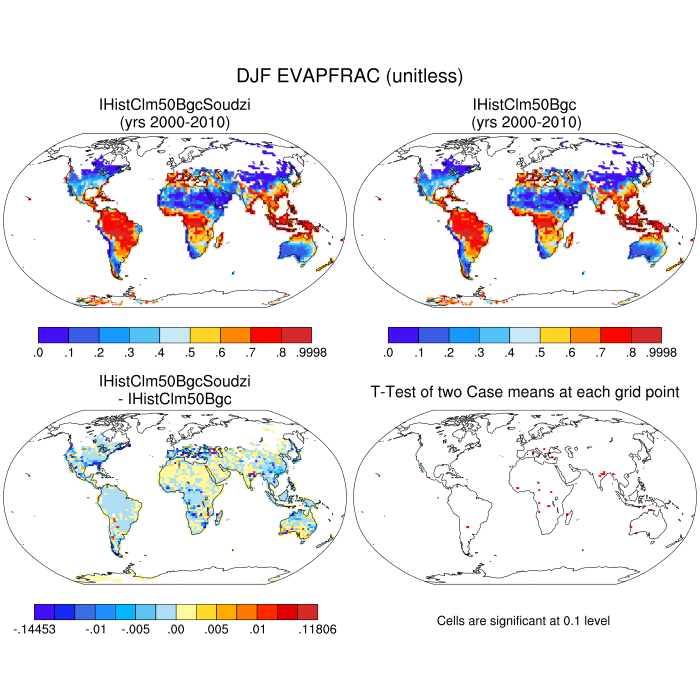 DJF EVAPFRAC (unitless)
IHistClm50BgcSoudzi
(yrs 2000-2010)
IHistClm50Bgc
(yrs 2000-2010)
.0 .1 .2 .3 .4 .5 .6 .7 .8 .9998
.0 .1 .2 .3 .4 .5 .6 .7 .8 .9998
IHistClm50BgcSoudzi
- IHistClm50Bgc
T-Test of two Case means at each grid point
-.14453 -.01 -.005 .00 .005 .01 .11806
Cells are significant at 0.1 level